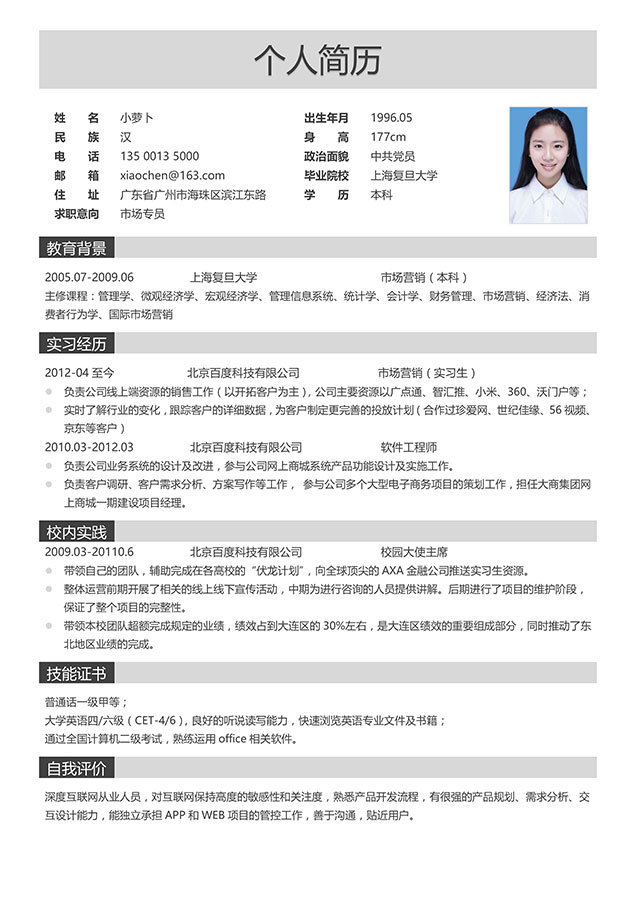 个人简历
姓 名 小萝卜 出生年月 1996.05
民 族 汉 身 高 177cm
电 话 135 0013 5000 政治面貌 中共党员
邮 箱 xiaochen@163.com 毕业院校 上海复旦大学
住 址 广东省广州市海珠区滨江东路 学 历 本科
求职意向 市场专员
教育背景
2005.07-2009.06 上海复旦大学 市场营销（本科）
主修课程：管理学、微观经济学、宏观经济学、管理信息系统、统计学、会计学、财务管理、市场营销、经济法、消
费者行为学、国际市场营销
实习经历
2012-04 至今 北京百度科技有限公司 市场营销（实习生）
负责公司线上端资源的销售工作（以开拓客户为主），公司主要资源以广点通、智汇推、小米、360、沃门户等；
实时了解行业的变化，跟踪客户的详细数据，为客户制定更完善的投放计划（合作过珍爱网、世纪佳缘、56 视频、
京东等客户）
2010.03-2012.03 北京百度科技有限公司 软件工程师
负责公司业务系统的设计及改进，参与公司网上商城系统产品功能设计及实施工作。
负责客户调研、客户需求分析、方案写作等工作， 参与公司多个大型电子商务项目的策划工作，担任大商集团网
上商城一期建设项目经理。
校内实践
2009.03-20110.6 北京百度科技有限公司 校园大使主席
带领自己的团队，辅助完成在各高校的“伏龙计划”，向全球顶尖的 AXA 金融公司推送实习生资源。
整体运营前期开展了相关的线上线下宣传活动，中期为进行咨询的人员提供讲解。后期进行了项目的维护阶段，
保证了整个项目的完整性。
带领本校团队超额完成规定的业绩，绩效占到大连区的 30%左右，是大连区绩效的重要组成部分，同时推动了东
北地区业绩的完成。
技能证书
普通话一级甲等；
大学英语四/六级（CET-4/6），良好的听说读写能力，快速浏览英语专业文件及书籍；
通过全国计算机二级考试，熟练运用 office 相关软件。
自我评价
深度互联网从业人员，对互联网保持高度的敏感性和关注度，熟悉产品开发流程，有很强的产品规划、需求分析、交
互设计能力，能独立承担 APP 和 WEB 项目的管控工作，善于沟通，贴近用户。